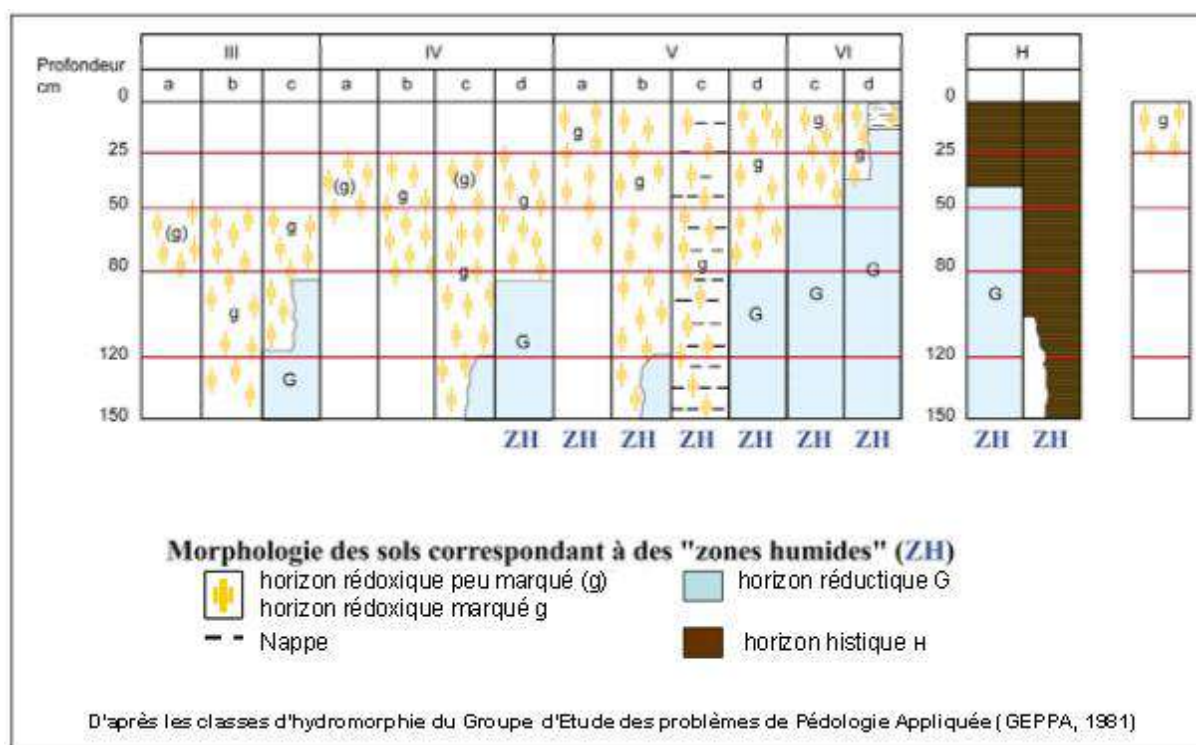 III IV V VI H
Profondeur
cm
a b c a b c d a b c d c d
0 0
25 25
50 50
80 80
120 120
150 150
(g) g g G (g) g (g) g g G g g g g G g G g G G g
ZH ZH ZH ZH ZH ZH ZH ZH ZH
Morphologie des sols correspondant à des "zones humides" (ZH)
horizon rédoxique peu marqué (g)
horizon réductique G
horizon rédoxique marqué g
Nappe
horizon histique H
D'après les classes d'hydromorphie du Groupe d'Etude des problèmes de Pédologie Appliquée (GEPPA, 1981)